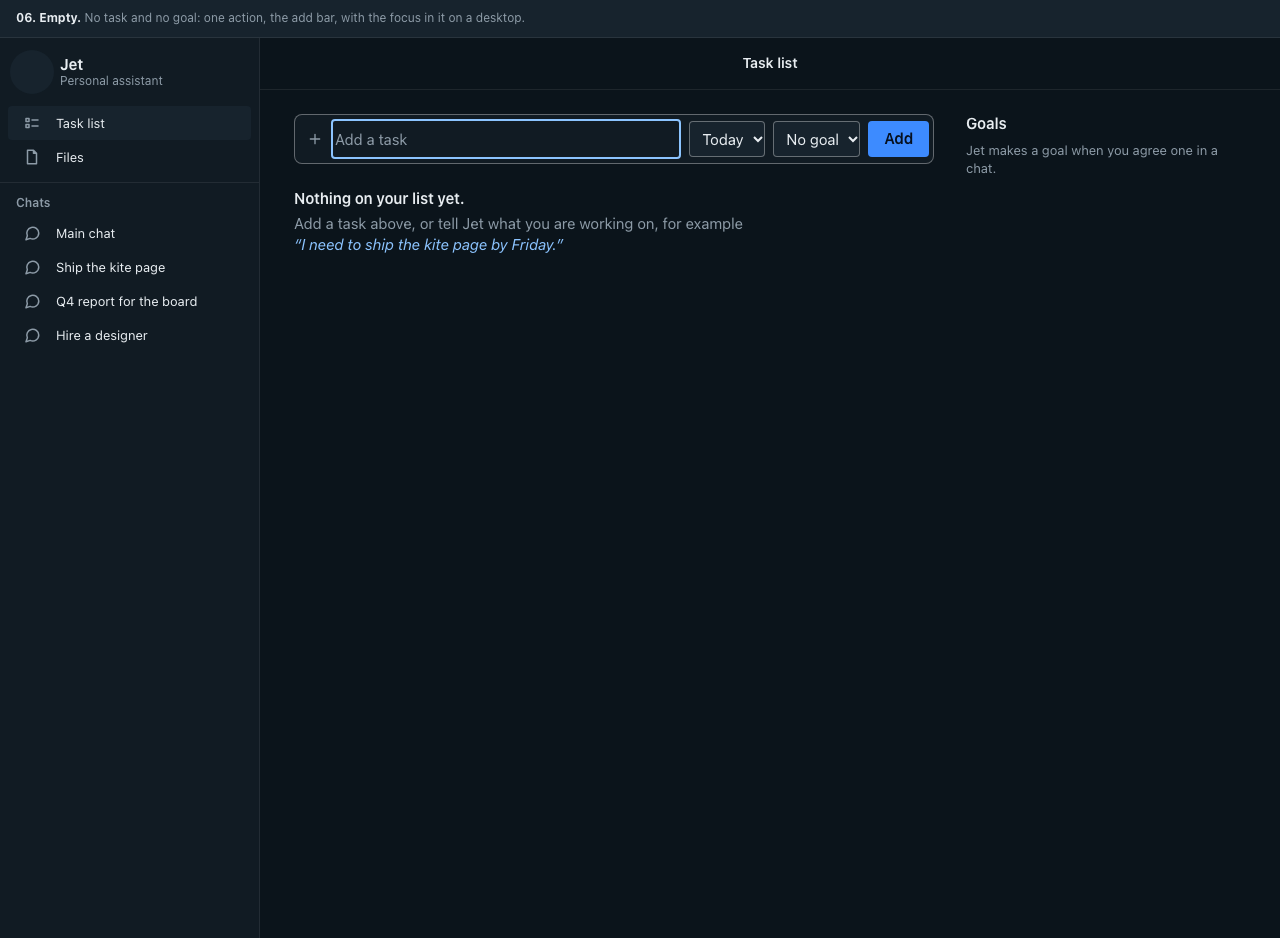 06. Empty. No task and no goal: one action, the add bar, with the focus in it on a desktop.
Jet
Personal assistant
Task list
Files
Chats
Main chat
Ship the kite page
Q4 report for the board
Hire a designer
Task list
Add a task
Today
No goal
Add
Nothing on your list yet.
Add a task above, or tell Jet what you are working on, for example
“I need to ship the kite page by Friday.”
Goals
Jet makes a goal when you agree one in a
chat.